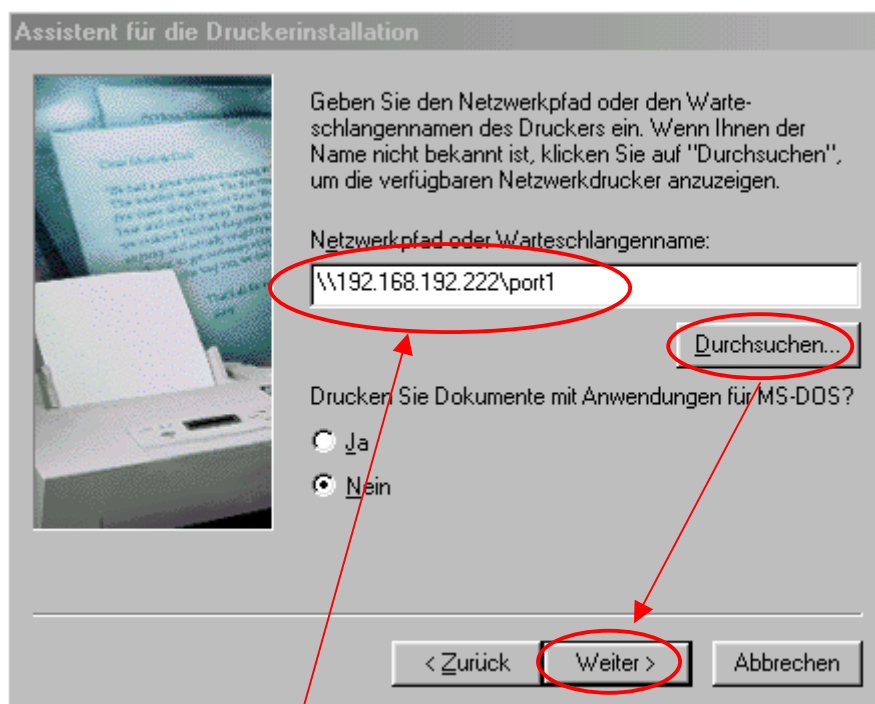 Assistent für die Druckerinstallation
Geben Sie den Netzwerkpfad oder den Warte-
schlangennamen des Druckers ein. Wenn Ihnen der
Name nicht bekannt ist, klicken Sie auf "Durchsuchen",
um die verfügbaren Netzwerkdrucker anzuzeigen.
Netzwerkpfad oder Warteschlangenname:
\\192.168.192.222\port1
Durchsuchen...
Drucken Sie Dokumente mit Anwendungen für MS-DOS?
Ja
Nein
< Zurück
Weiter >
Abbrechen